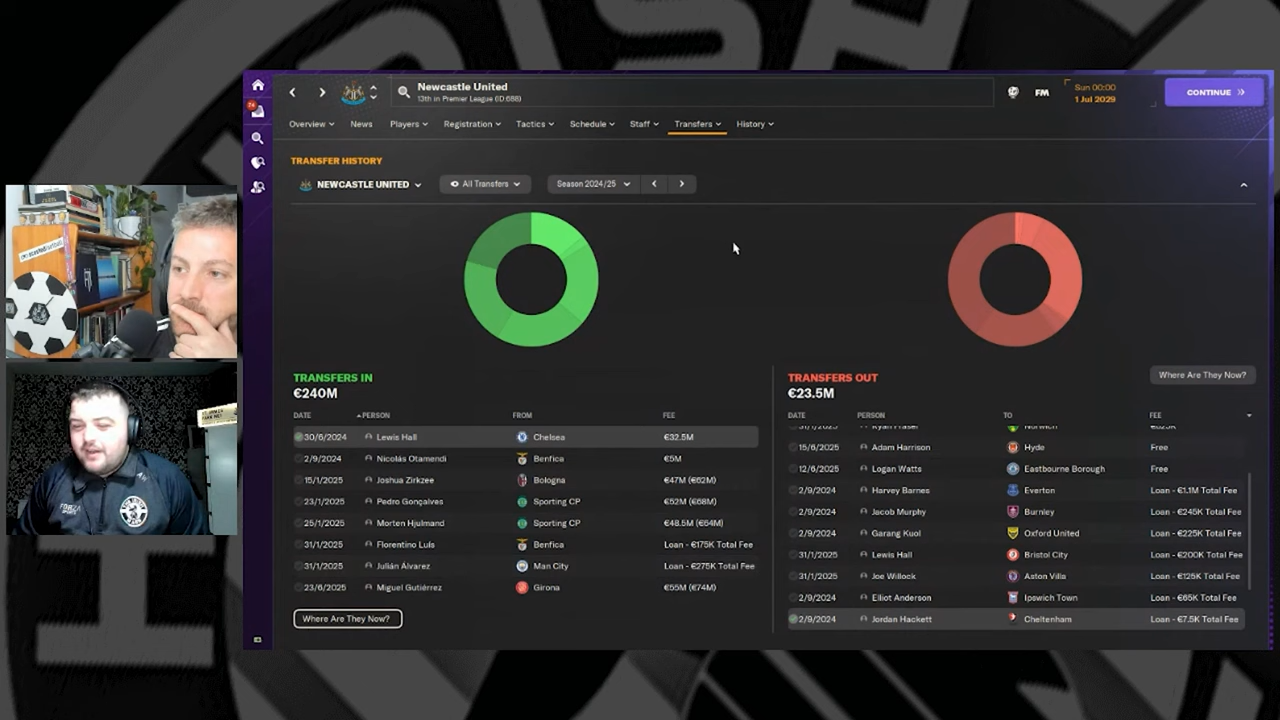 Newcastle United
13th in Premier League (ID:688)
FM
Sun 00:00
1 Jul 2029
CONTINUE
Overview
News
Players
Registration
Tactics
Schedule
Staff
Transfers
History
TRANSFER HISTORY
NEWCASTLE UNITED
All Transfers
Season 2024/25
TRANSFERS IN
€240M
DATE PERSON FROM FEE
30/6/2024 Lewis Hall Chelsea €32.5M
2/9/2024 Nicolás Otamendi Benfica €5M
15/1/2025 Joshua Zirkzee Bologna €47M (€62M)
23/1/2025 Pedro Gonçalves Sporting CP €52M (€68M)
25/1/2025 Morten Hjulmand Sporting CP €48.5M (€64M)
31/1/2025 Florentino Luís Benfica Loan - €175K Total Fee
31/1/2025 Julián Álvarez Man City Loan - €275K Total Fee
23/6/2025 Miguel Gutiérrez Girona €55M (€74M)
Where Are They Now?
TRANSFERS OUT
€23.5M
Where Are They Now?
DATE PERSON TO FEE
15/6/2025 Adam Harrison Hyde Free
12/6/2025 Logan Watts Eastbourne Borough Free
2/9/2024 Harvey Barnes Everton Loan - €1.1M Total Fee
2/9/2024 Jacob Murphy Burnley Loan - €245K Total Fee
2/9/2024 Garang Kuol Oxford United Loan - €225K Total Fee
31/1/2025 Lewis Hall Bristol City Loan - €200K Total Fee
31/1/2025 Joe Willock Aston Villa Loan - €125K Total Fee
2/9/2024 Elliot Anderson Ipswich Town Loan - €65K Total Fee
2/9/2024 Jordan Hackett Cheltenham Loan - €7.5K Total Fee